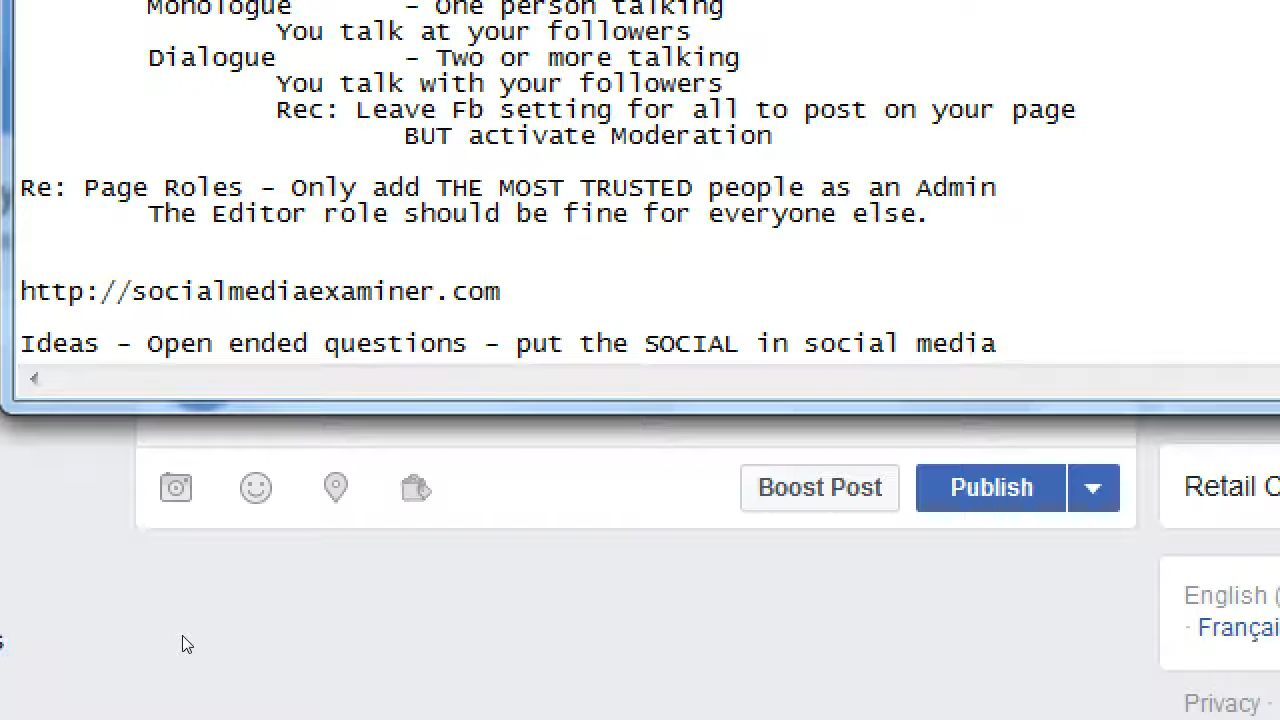 Monologue - One person talking
You talk at your followers
Dialogue - Two or more talking
You talk with your followers
Rec: Leave Fb setting for all to post on your page
BUT activate Moderation
Re: Page Roles - Only add THE MOST TRUSTED people as an Admin
The Editor role should be fine for everyone else.
http://socialmediaexaminer.com
Ideas - Open ended questions - put the SOCIAL in social media
Boost Post
Publish
Retail
English (
· Françai
Privacy ·